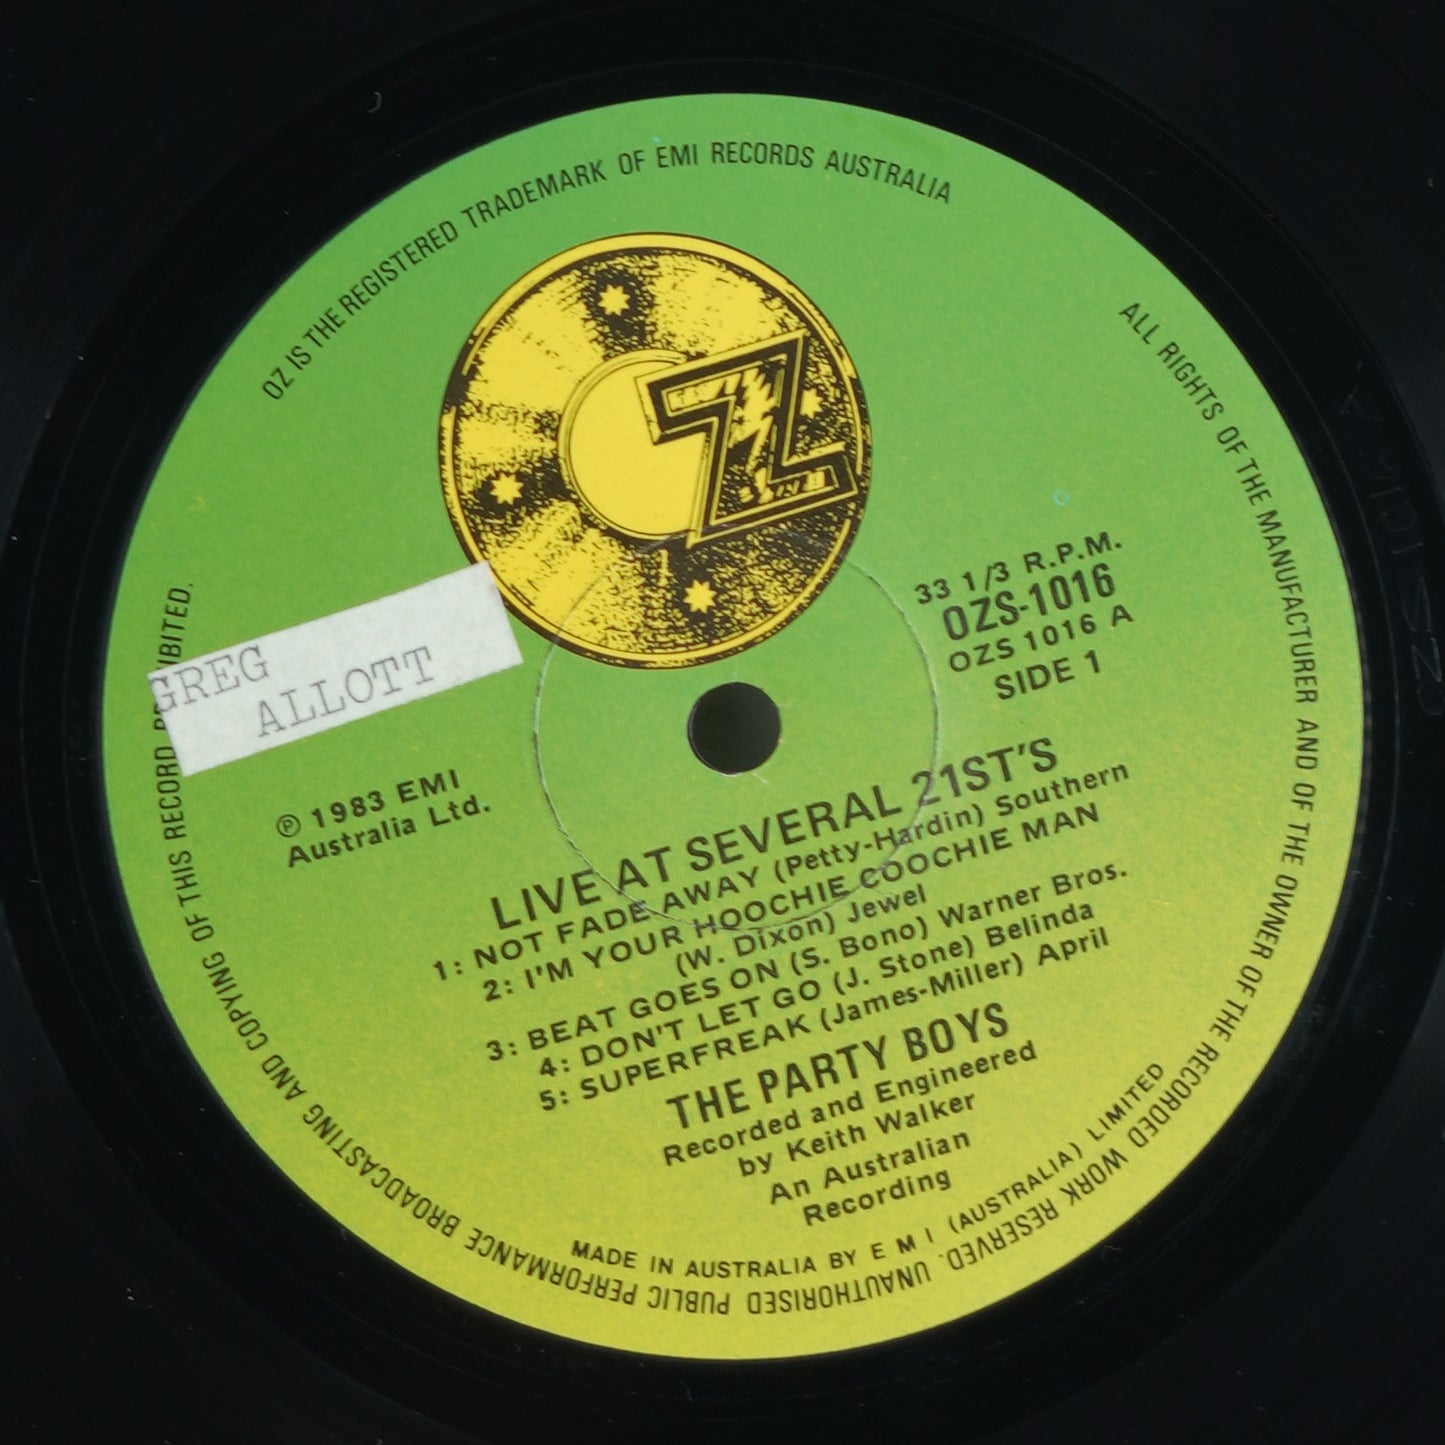 OZ IS THE REGISTERED TRADEMARK OF EMI RECORDS AUSTRALIA
ALL RIGHTS OF THE MANUFACTURER AND OF THE OWNER OF THE RECORDED WORK RESERVED. UNAUTHORISED PUBLIC PERFORMANCE BROADCASTING AND COPYING OF THIS RECORD
33 1/3 R.P.M.
OZS-1016
OZS 1016 A
SIDE 1
GREG
ALLOTT
℗ 1983 EMI
Australia Ltd.
LIVE AT SEVERAL 21ST'S
1: NOT FADE AWAY (Petty-Hardin) Southern
2: I'M YOUR HOOCHIE COOCHIE MAN
(W. Dixon) Jewel
3: BEAT GOES ON (S. Bono) Warner Bros.
4: DON'T LET GO (J. Stone) Belinda
5: SUPERFREAK (James-Miller) April
THE PARTY BOYS
Recorded and Engineered
by Keith Walker
An Australian
Recording
MADE IN AUSTRALIA BY E M I (AUSTRALIA) LIMITED